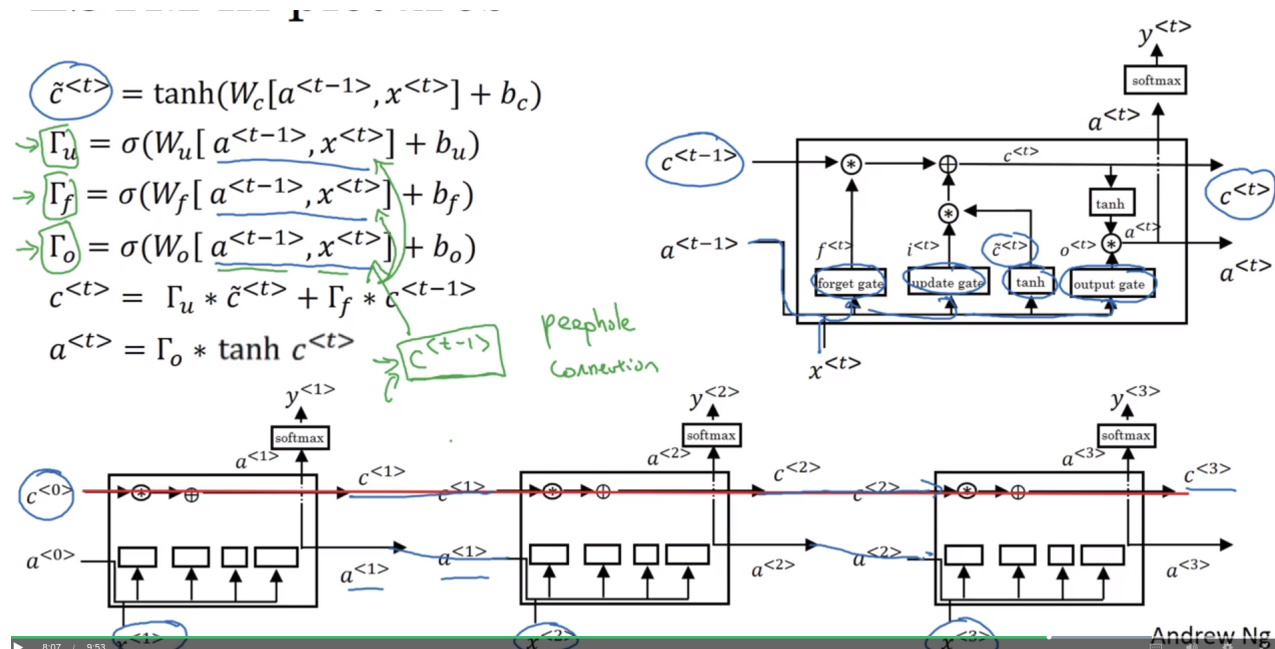 c̃<t> = tanh(W_c[a<t−1>, x<t>] + b_c)
Γ_u = σ(W_u[ a<t−1>, x<t>] + b_u)
Γ_f = σ(W_f[ a<t−1>, x<t>] + b_f)
Γ_o = σ(W_o[ a<t−1>, x<t>] + b_o)
c<t> = Γ_u * c̃<t> + Γ_f * c<t−1>
a<t> = Γ_o * tanh c<t>
c<t−1>
peephole
connection
y<t>
softmax
a<t>
c<t−1>
c<t>
c<t>
tanh
a<t−1>
f<t>
i<t>
c̃<t>
o<t>
a<t>
a<t>
forget gate
update gate
tanh
output gate
x<t>
y<1>
softmax
a<1>
c<0>
c<1>
c<1>
a<0>
a<1>
a<1>
x<1>
y<2>
softmax
a<2>
c<2>
c<2>
a<2>
a<2>
x<2>
y<3>
softmax
a<3>
c<3>
a<3>
x<3>
Andrew Ng
8:07 / 9:53